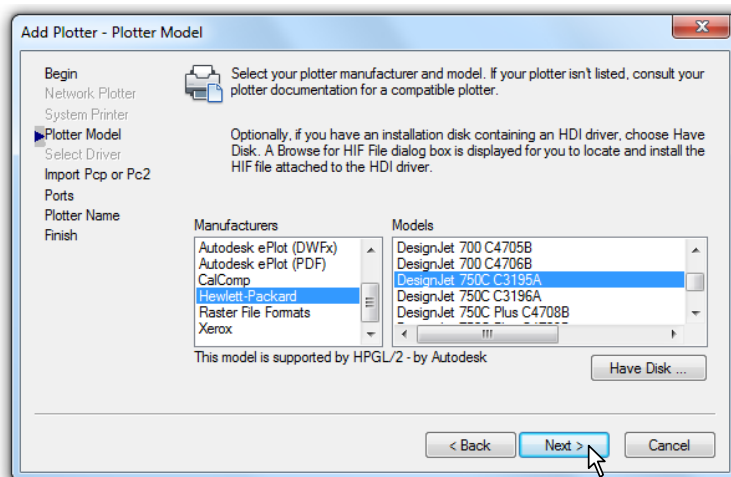 Add Plotter - Plotter Model
Begin
Network Plotter
System Printer
Plotter Model
Select Driver
Import Pcp or Pc2
Ports
Plotter Name
Finish
Select your plotter manufacturer and model. If your plotter isn't listed, consult your
plotter documentation for a compatible plotter.
Optionally, if you have an installation disk containing an HDI driver, choose Have
Disk. A Browse for HIF File dialog box is displayed for you to locate and install the
HIF file attached to the HDI driver.
Manufacturers
Autodesk ePlot (DWFx)
Autodesk ePlot (PDF)
CalComp
Hewlett-Packard
Raster File Formats
Xerox
Models
DesignJet 700 C4705B
DesignJet 700 C4706B
DesignJet 750C C3195A
DesignJet 750C C3196A
DesignJet 750C Plus C4708B
This model is supported by HPGL/2 - by Autodesk
Have Disk ...
< Back
Next >
Cancel